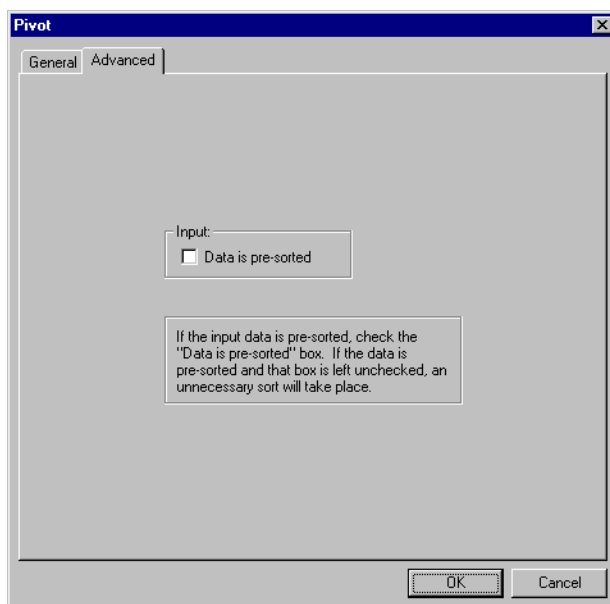 Pivot
General Advanced
Input:
Data is pre-sorted
If the input data is pre-sorted, check the
"Data is pre-sorted" box. If the data is
pre-sorted and that box is left unchecked, an
unnecessary sort will take place.
OK Cancel